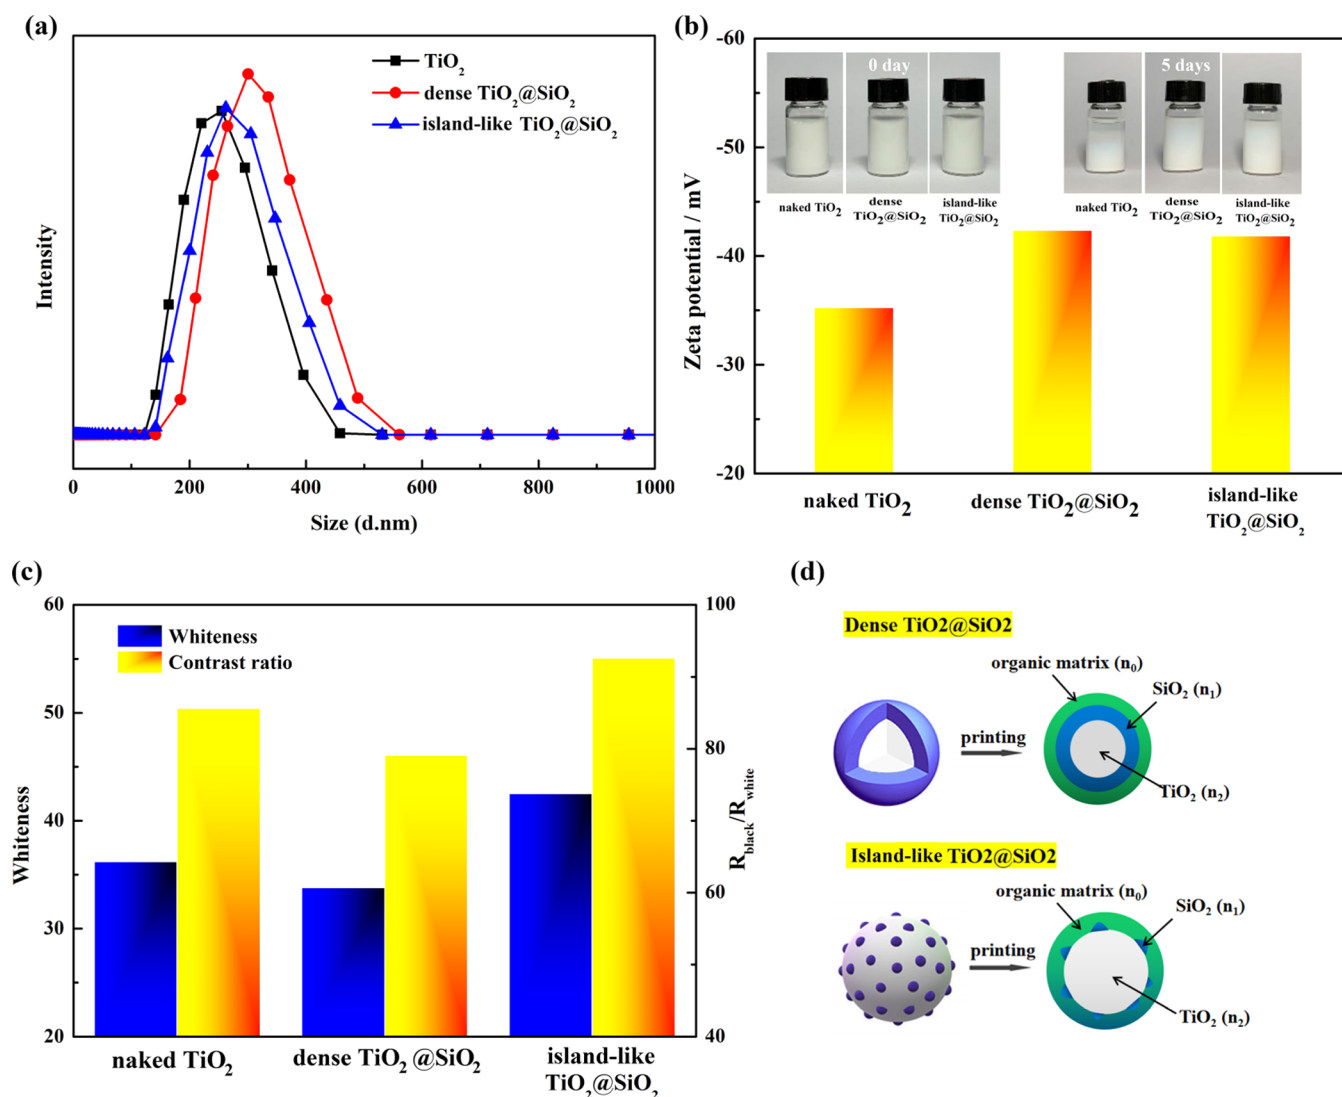 (a)
TiO₂
dense TiO₂@SiO₂
island-like TiO₂@SiO₂
Intensity
0 200 400 600 800 1000
Size (d.nm)
(b)
-60
-50
-40
-30
-20
Zeta potential / mV
0 day
5 days
naked TiO₂
dense
TiO₂@SiO₂
island-like
TiO₂@SiO₂
naked TiO₂
dense
TiO₂@SiO₂
island-like
TiO₂@SiO₂
naked TiO₂
dense TiO₂@SiO₂
island-like
TiO₂@SiO₂
(c)
60
50
40
30
20
Whiteness
Whiteness
Contrast ratio
100
80
60
40
R_black/R_white
naked TiO₂
dense TiO₂@SiO₂
island-like
TiO₂@SiO₂
(d)
Dense TiO2@SiO2
organic matrix (n₀)
SiO₂ (n₁)
printing
TiO₂ (n₂)
Island-like TiO2@SiO2
organic matrix (n₀)
SiO₂ (n₁)
printing
TiO₂ (n₂)